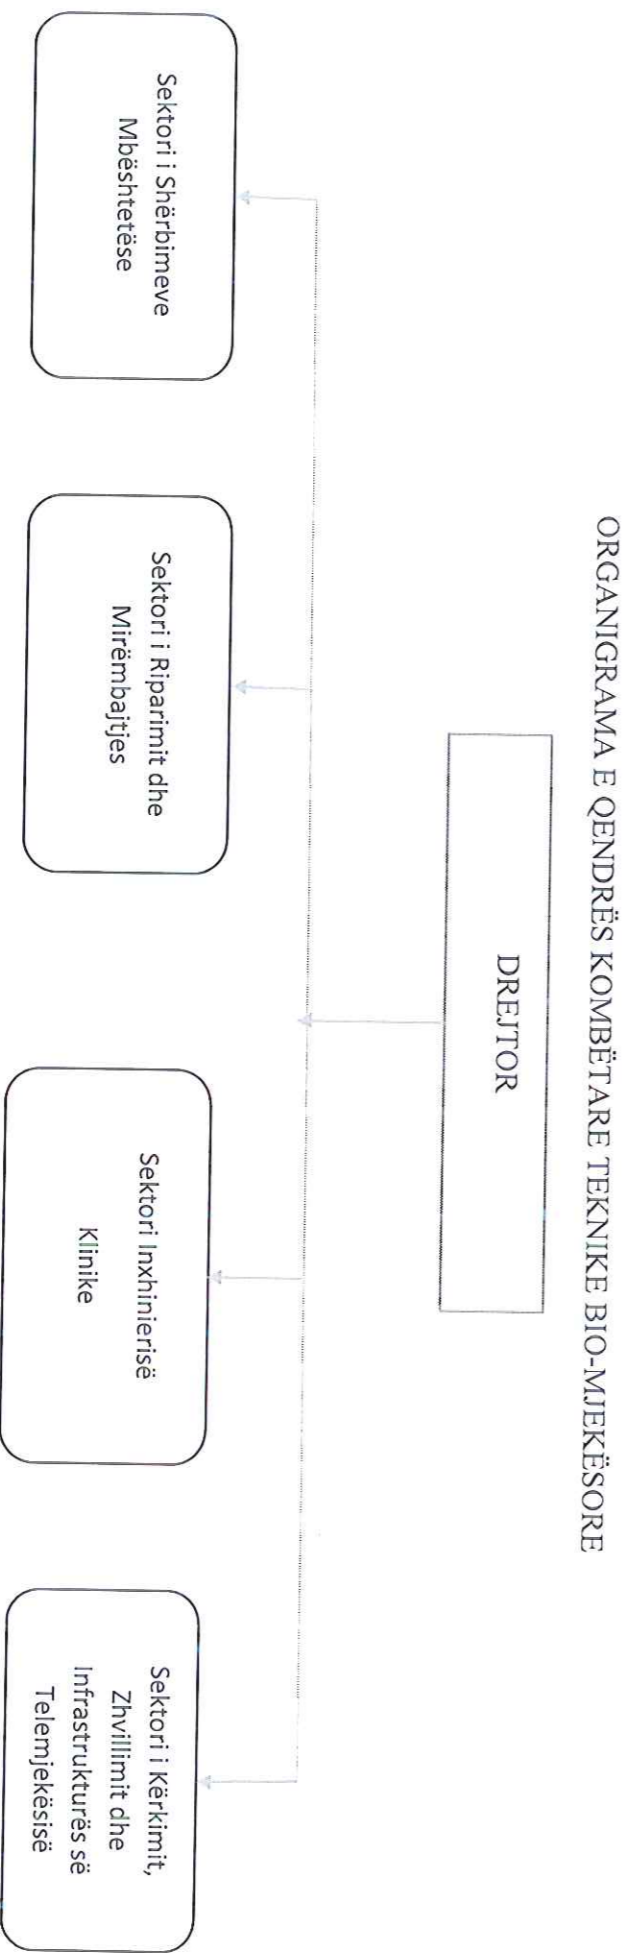 ORGANIGRAMA E QENDRËS KOMBËTARE TEKNIKE BIO-MJEKËSORE
DREJTOR
Sektori i Shërbimeve
Mbështetëse
Sektori i Riparimit dhe
Mirëmbajtjes
Sektori Inxhinierisë
Klinike
Sektori i Kërkimit,
Zhvillimit dhe
Infrastrukturës së
Telemjekësisë